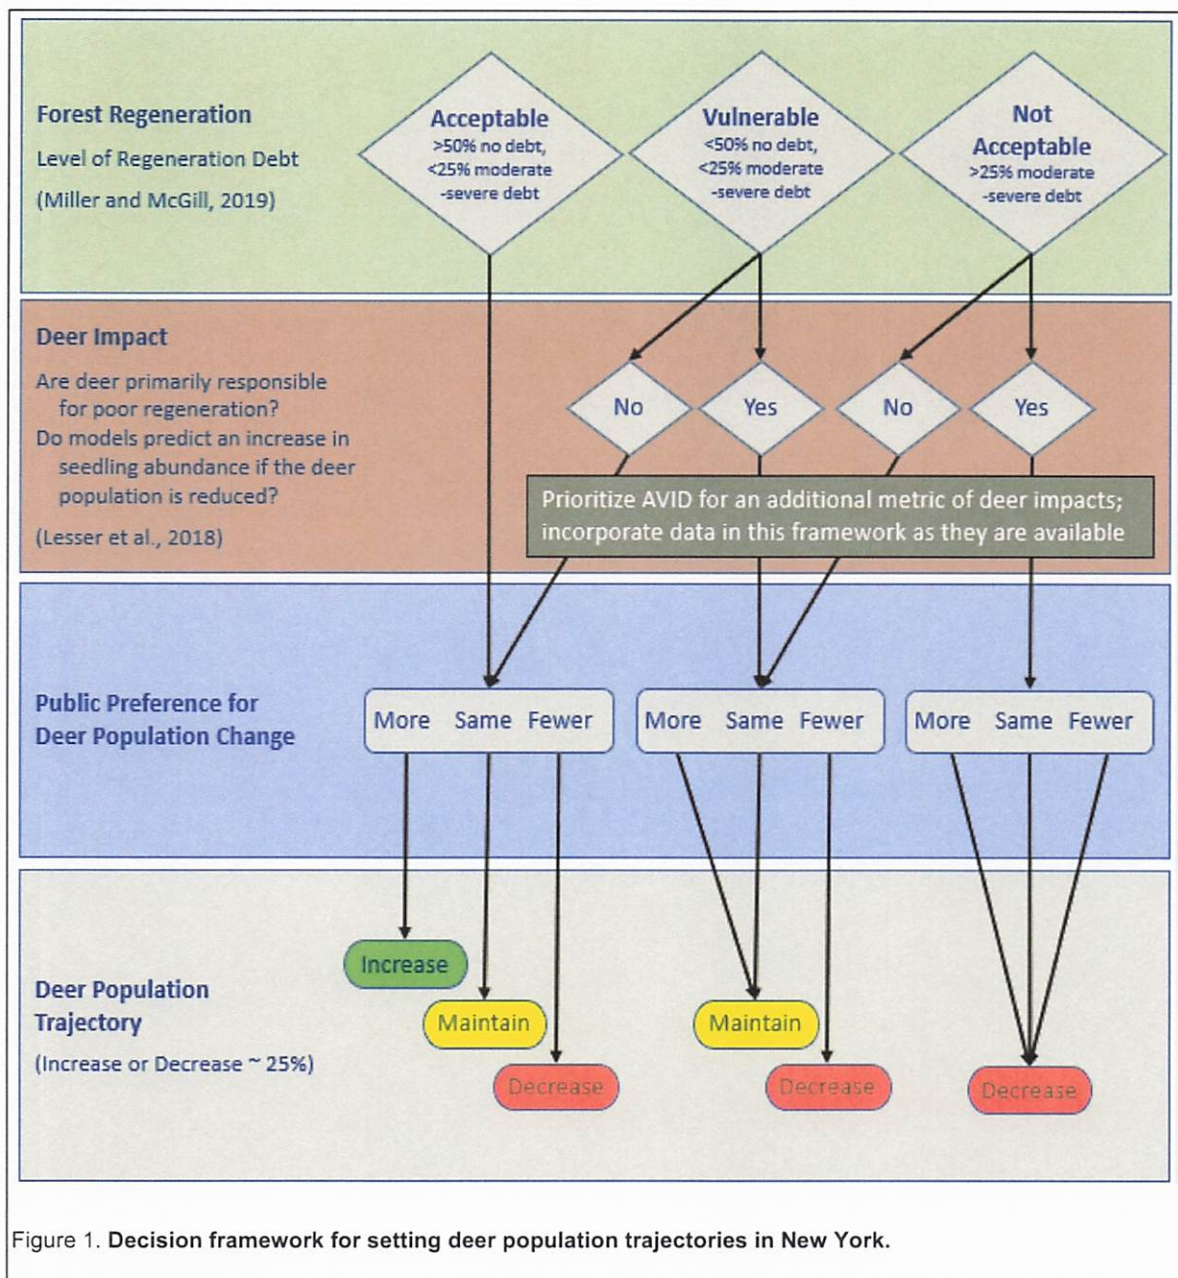 Forest Regeneration
Level of Regeneration Debt
(Miller and McGill, 2019)
Acceptable
>50% no debt,
<25% moderate
-severe debt
Vulnerable
<50% no debt,
<25% moderate
-severe debt
Not
Acceptable
>25% moderate
-severe debt
Deer Impact
Are deer primarily responsible
for poor regeneration?
Do models predict an increase in
seedling abundance if the deer
population is reduced?
(Lesser et al., 2018)
No
Yes
No
Yes
Prioritize AVID for an additional metric of deer impacts;
incorporate data in this framework as they are available
Public Preference for
Deer Population Change
More Same Fewer
More Same Fewer
More Same Fewer
Deer Population
Trajectory
(Increase or Decrease ~ 25%)
Increase
Maintain
Decrease
Maintain
Decrease
Decrease
Figure 1. Decision framework for setting deer population trajectories in New York.